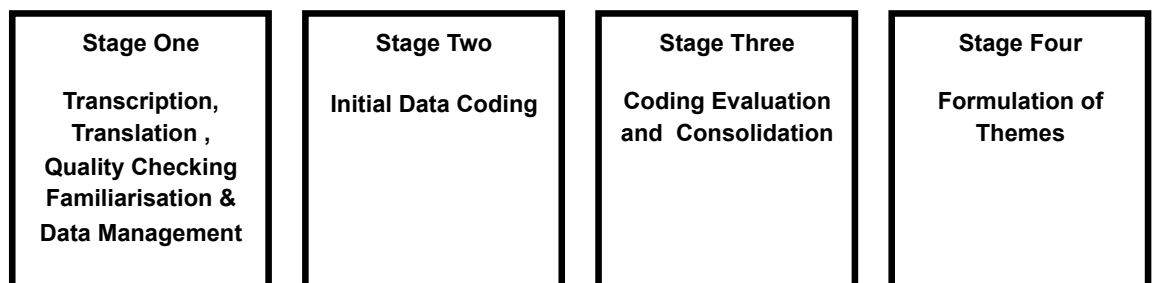 Stage One
Transcription,
Translation ,
Quality Checking
Familiarisation &
Data Management
Stage Two
Initial Data Coding
Stage Three
Coding Evaluation
and Consolidation
Stage Four
Formulation of
Themes